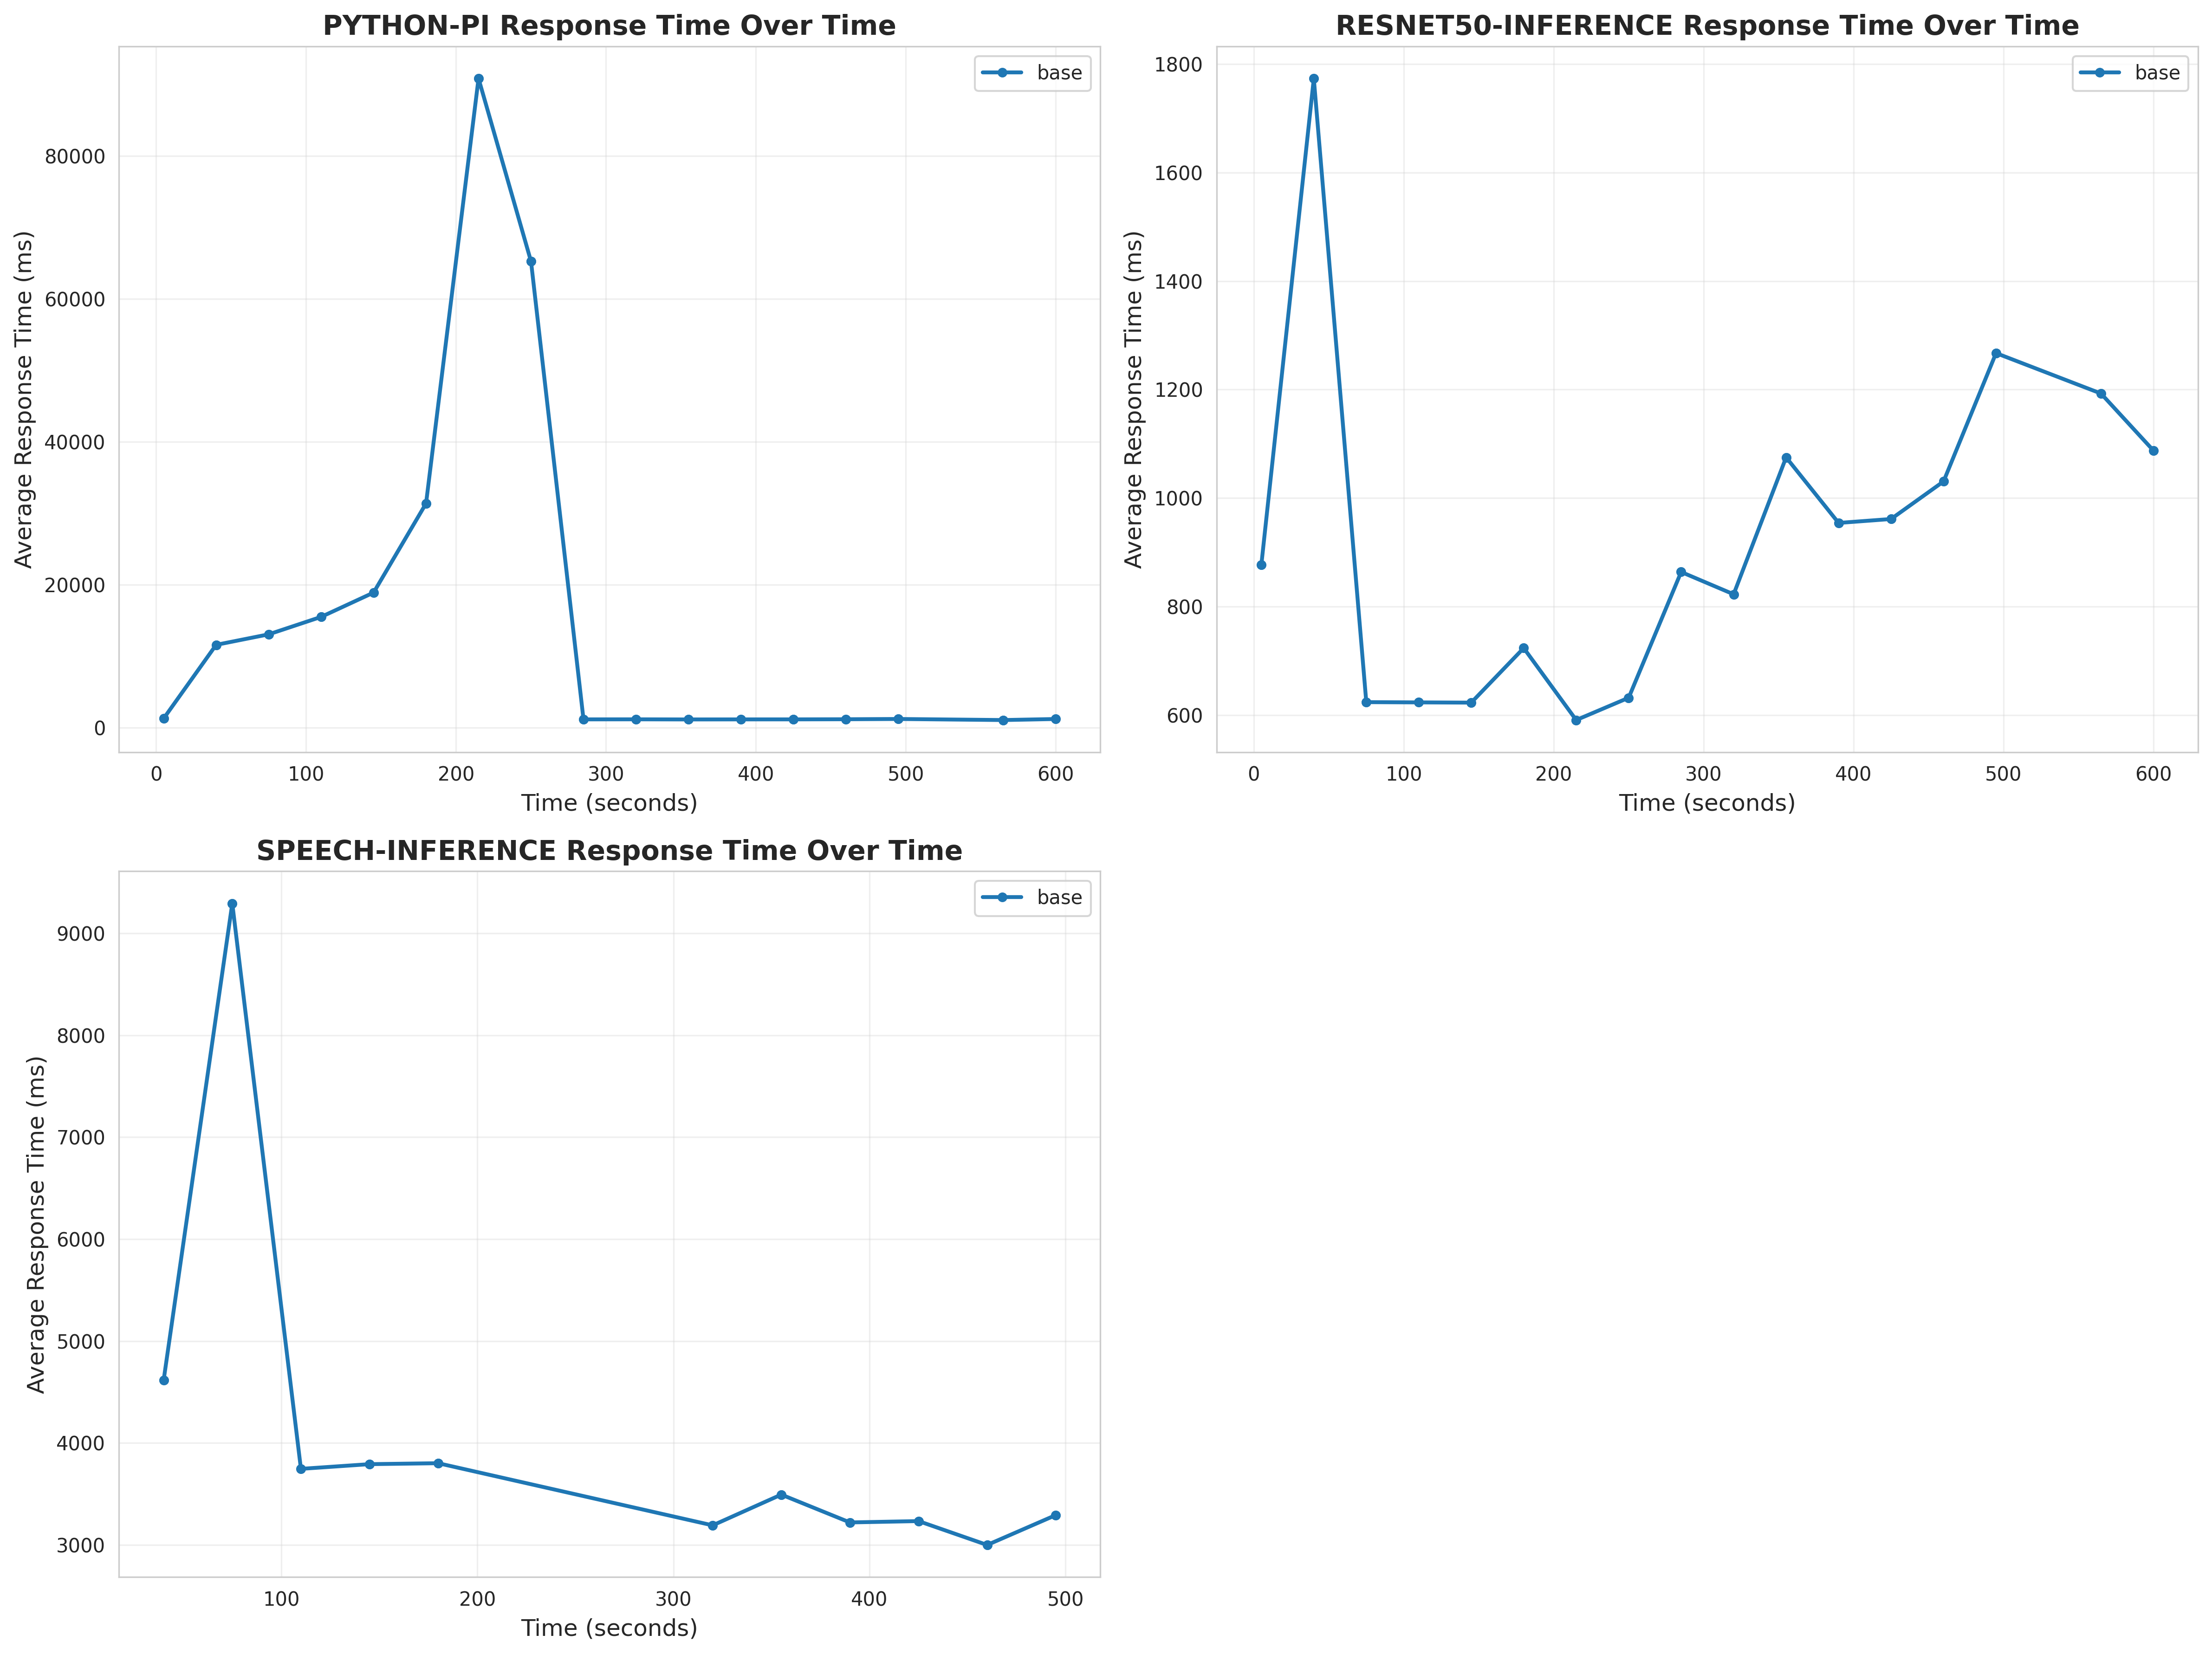 PYTHON-PI Response Time Over Time
base
Average Response Time (ms)
80000
60000
40000
20000
0
0 100 200 300 400 500 600
Time (seconds)
RESNET50-INFERENCE Response Time Over Time
base
Average Response Time (ms)
1800
1600
1400
1200
1000
800
600
0 100 200 300 400 500 600
Time (seconds)
SPEECH-INFERENCE Response Time Over Time
base
Average Response Time (ms)
9000
8000
7000
6000
5000
4000
3000
100 200 300 400 500
Time (seconds)